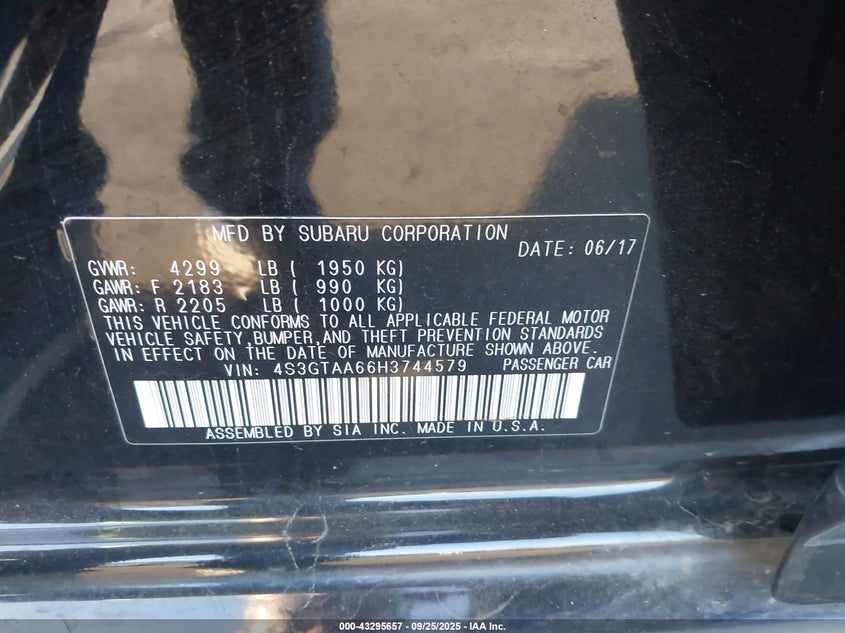 MFD BY SUBARU CORPORATION
DATE: 06/17
GVWR: 4299 LB ( 1950 KG)
GAWR: F 2183 LB ( 990 KG)
GAWR: R 2205 LB ( 1000 KG)
THIS VEHICLE CONFORMS TO ALL APPLICABLE FEDERAL MOTOR
VEHICLE SAFETY,BUMPER,AND THEFT PREVENTION STANDARDS
IN EFFECT ON THE DATE OF MANUFACTURE SHOWN ABOVE.
VIN: 4S3GTAA66H3744579 PASSENGER CAR
ASSEMBLED BY SIA INC. MADE IN U.S.A.
000-43295657 - 09/25/2025 - IAA Inc.